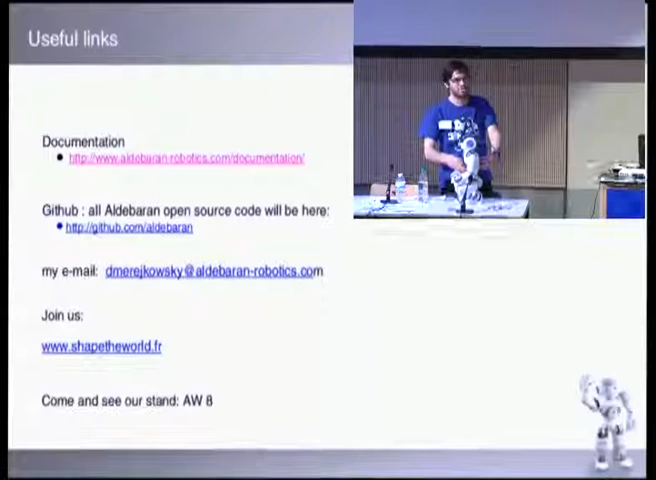 Useful links
Documentation
http://www.aldebaran-robotics.com/documentation/
Github : all Aldebaran open source code will be here:
http://github.com/aldebaran
my e-mail: dmerejkowsky@aldebaran-robotics.com
Join us:
www.shapetheworld.fr
Come and see our stand: AW 8